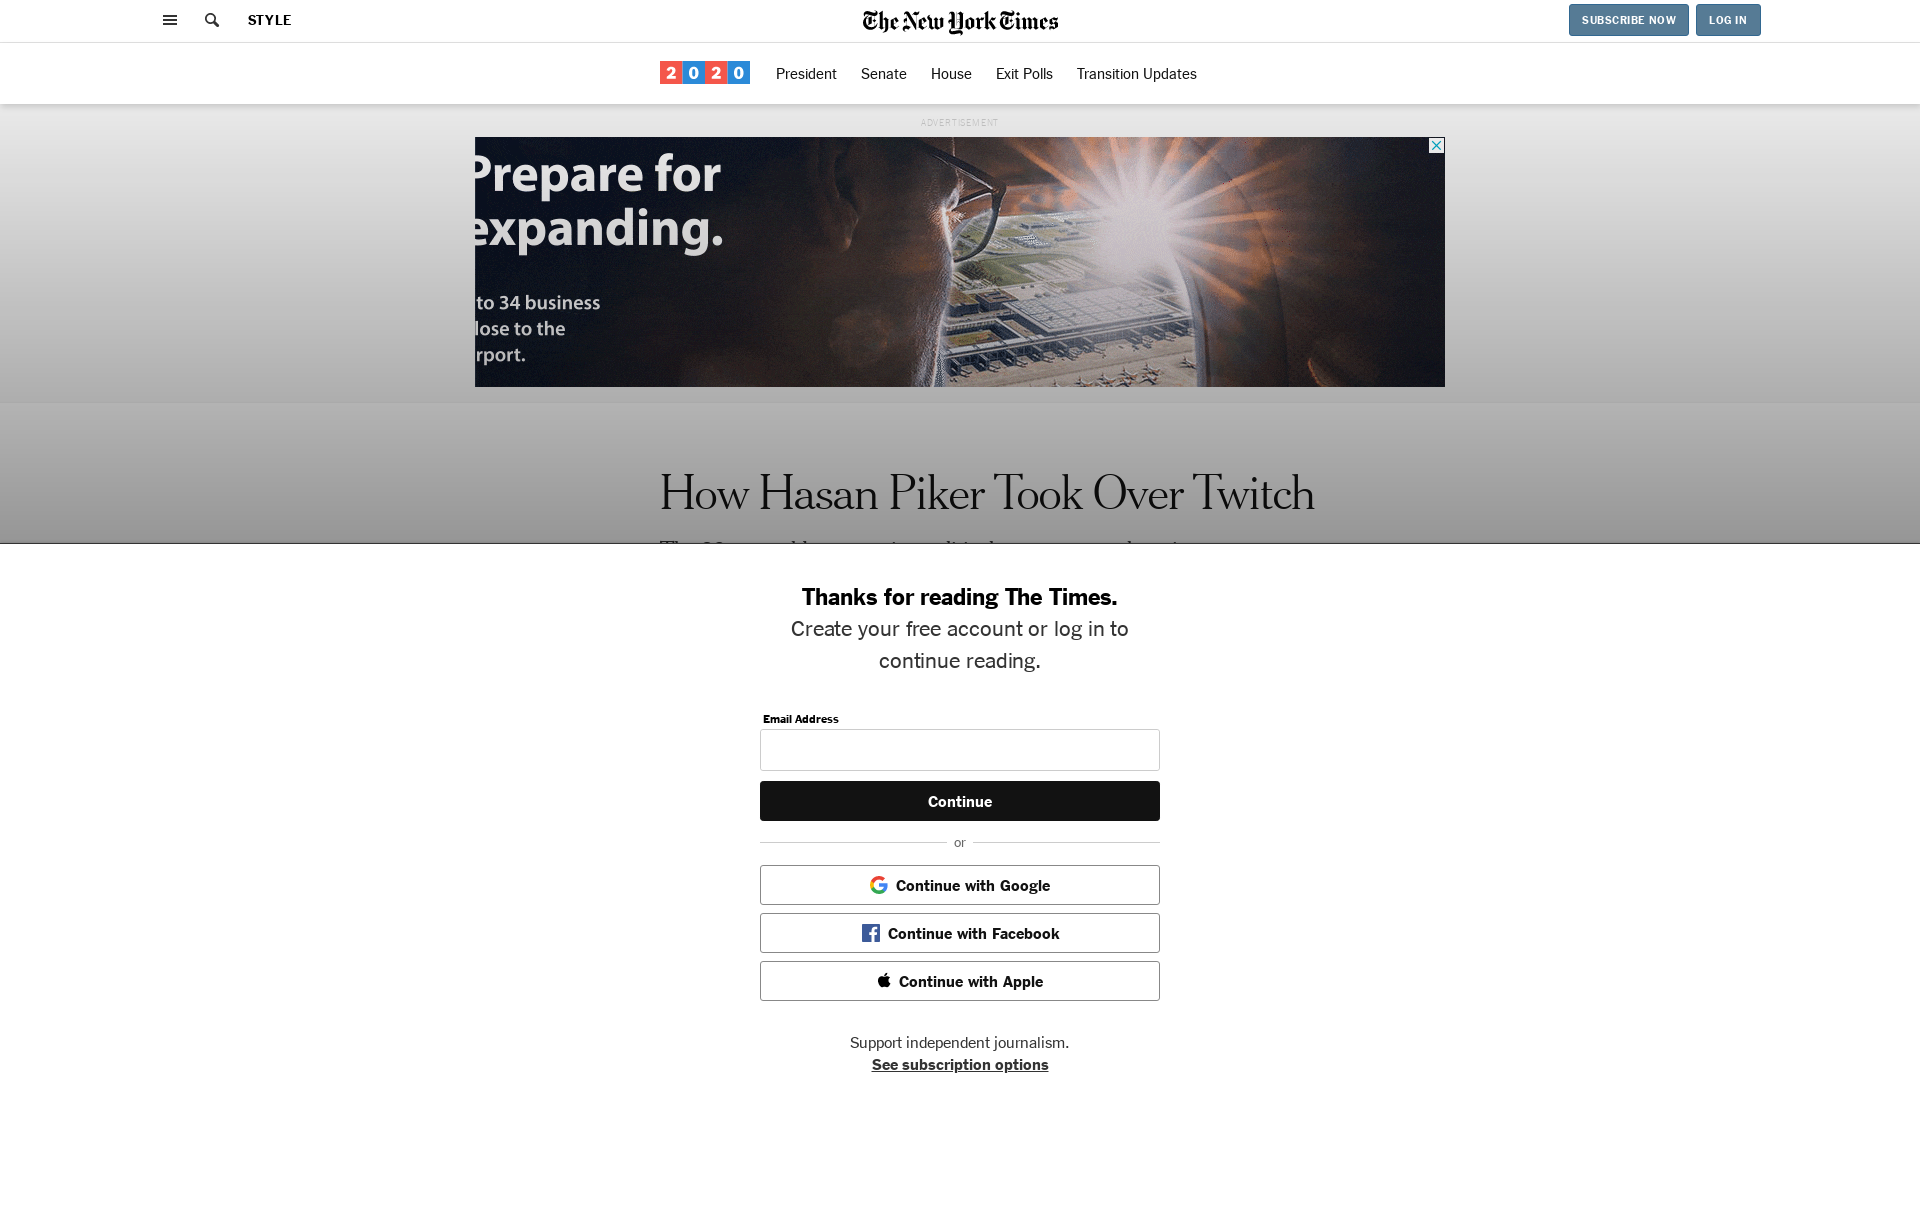 STYLE
The New York Times
SUBSCRIBE NOW
LOG IN
2020
President
Senate
House
Exit Polls
Transition Updates
ADVERTISEMENT
Prepare for
expanding.
to 34 business
lose to the
rport.
How Hasan Piker Took Over Twitch
Thanks for reading The Times.
Create your free account or log in to
continue reading.
Email Address
Continue
or
Continue with Google
Continue with Facebook
Continue with Apple
Support independent journalism.
See subscription options